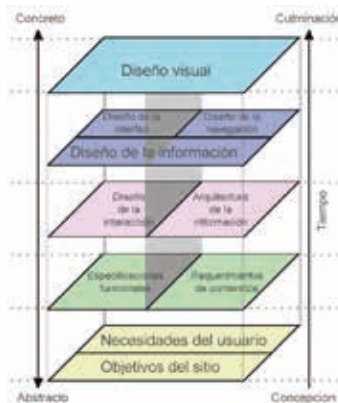 Concreto
Culminación
Diseño visual
Diseño de la
interfaz
Diseño de la
navegación
Diseño de la información
Diseño
de la
interacción
Arquitectura
de la
información
Tiempo
Especificaciones
funcionales
Requerimientos
de contenidos
Necesidades del usuario
Objetivos del sitio
Abstracto
Concepción